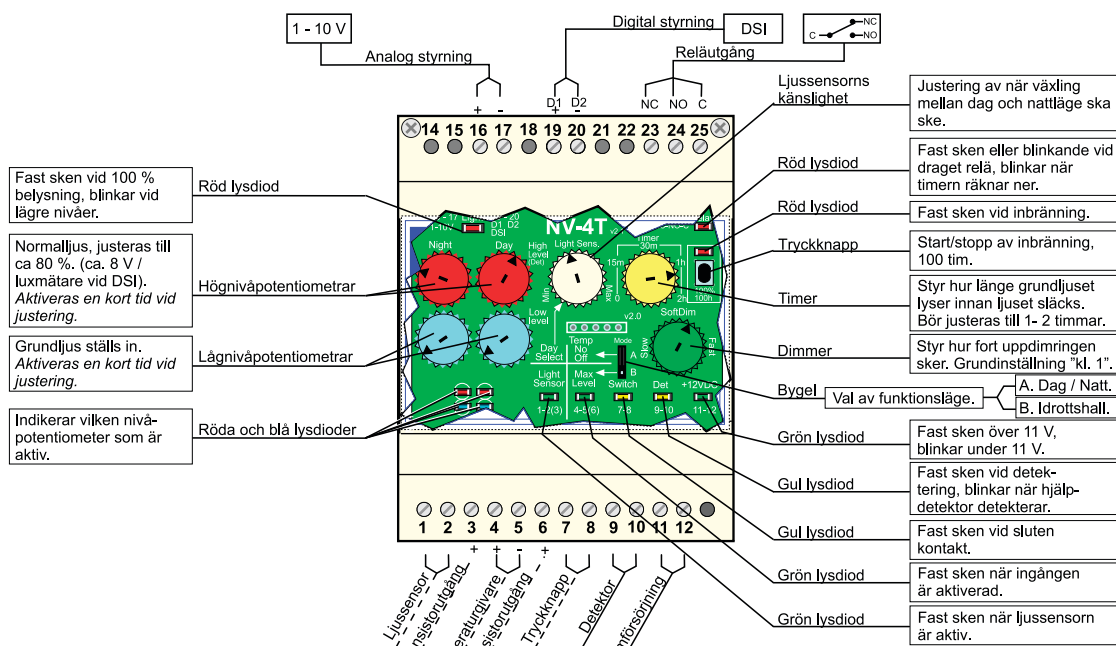 1 - 10 V
Analog styrning
+ -
Digital styrning
DSI
D1 D2
+ -
Reläutgång
C NC NO
NC NO C
14 15 16 17 18 19 20 21 22 23 24 25
Fast sken vid 100 %
belysning, blinkar vid
lägre nivåer.
Röd lysdiod
Normalljus, justeras till
ca 80 %. (ca. 8 V /
luxmätare vid DSI).
Aktiveras en kort tid vid
justering.
Högnivåpotentiometrar
Grundljus ställs in.
Aktiveras en kort tid vid
justering.
Lågnivåpotentiometrar
Indikerar vilken nivå-
potentiometer som är
aktiv.
Röda och blå lysdioder
1-10V
D1 D2
DSI
NV-4T
Night
Day
High
Level
(Det)
Light Sens.
Min
Max
Timer
30m
15m
1h
0
2h
100%
100h
Low
level
v2.0
SoftDim
Slow
Fast
Day
Select
Temp
No
Off
Mode
A
B
Light
Sensor
Max
Level
Switch
Det
+12VDC
1-2(3)
4-5(6)
7-8
9-10
11-12
Ljussensorns
känslighet
Justering av när växling
mellan dag och nattläge ska
ske.
Röd lysdiod
Fast sken eller blinkande vid
draget relä, blinkar när
timern räknar ner.
Röd lysdiod
Fast sken vid inbränning.
Tryckknapp
Start/stopp av inbränning,
100 tim.
Timer
Styr hur länge grundljuset
lyser innan ljuset släcks.
Bör justeras till 1- 2 timmar.
Dimmer
Styr hur fort uppdimringen
sker. Grundinställning "kl. 1".
Bygel
Val av funktionsläge.
A. Dag / Natt.
B. Idrottshall.
Grön lysdiod
Fast sken över 11 V,
blinkar under 11 V.
Gul lysdiod
Fast sken vid detek-
tering, blinkar när hjälp-
detektor detekterar.
Gul lysdiod
Fast sken vid sluten
kontakt.
Grön lysdiod
Fast sken när ingången
är aktiverad.
Grön lysdiod
Fast sken när ljussensorn
är aktiv.
1 2 3 4 5 6 7 8 9 10 11 12
+ + - +
Ljussensor
nsistorutgång
eraturgivare
sistorutgång
Tryckknapp
Detektor
mförsörjning